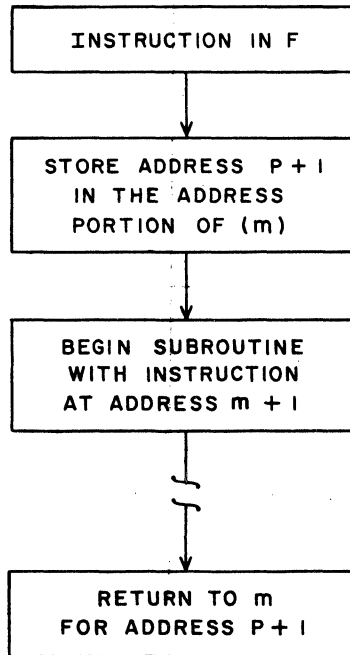 INSTRUCTION IN F
STORE ADDRESS P + 1
IN THE ADDRESS
PORTION OF (m)
BEGIN SUBROUTINE
WITH INSTRUCTION
AT ADDRESS m + 1
RETURN TO m
FOR ADDRESS P + 1